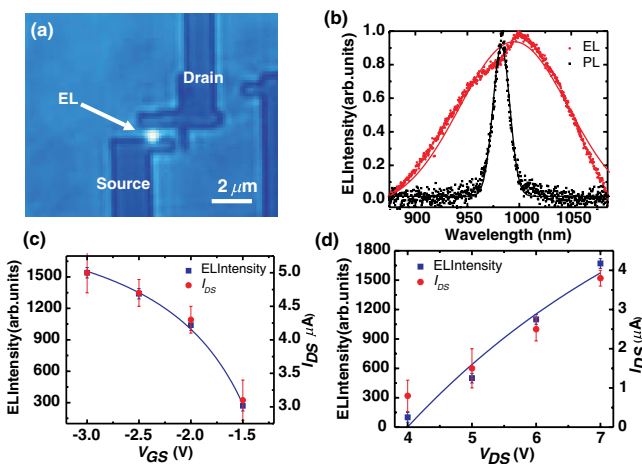 (a)
Drain
EL
Source
2 μm
(b)
ELIntensity(arb.units)
1.0
0.8
0.6
0.4
0.2
0.0
EL
PL
900 950 1000 1050
Wavelength (nm)
(c)
ELIntensity(arb.units)
1500
1200
900
600
300
ELIntensity
I_DS
5.0
4.5
4.0
3.5
3.0
I_DS (μA)
-3.0 -2.5 -2.0 -1.5
V_GS (V)
(d)
ELIntensity(arb.units)
1800
1500
1200
900
600
300
0
ELIntensity
I_DS
4
3
2
1
0
I_DS (μA)
4 5 6 7
V_DS (V)